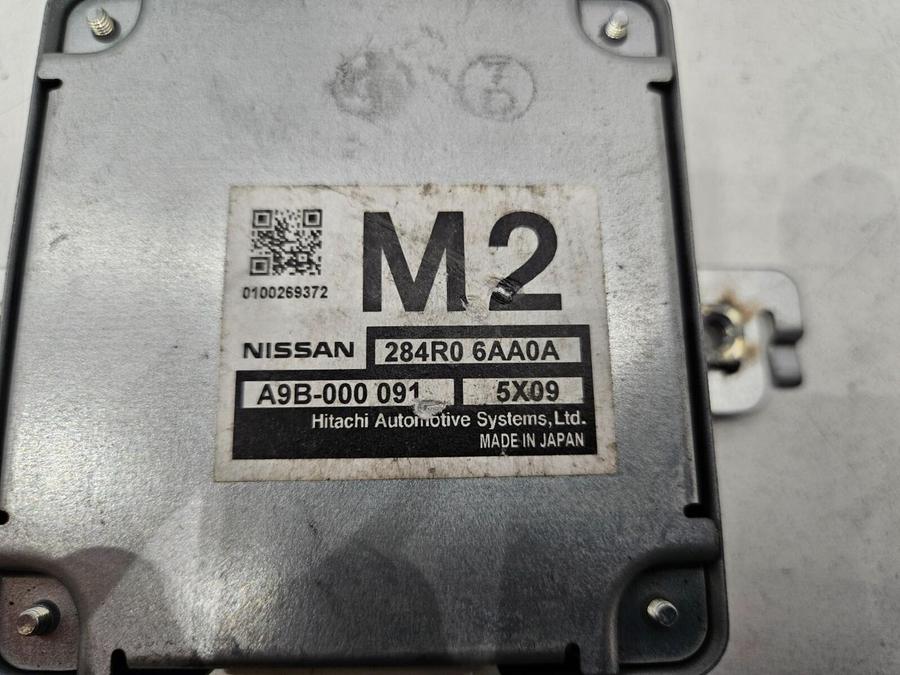 M2
0100269372
NISSAN 284R0 6AA0A
A9B-000 091 5X09
Hitachi Automotive Systems,Ltd.
MADE IN JAPAN